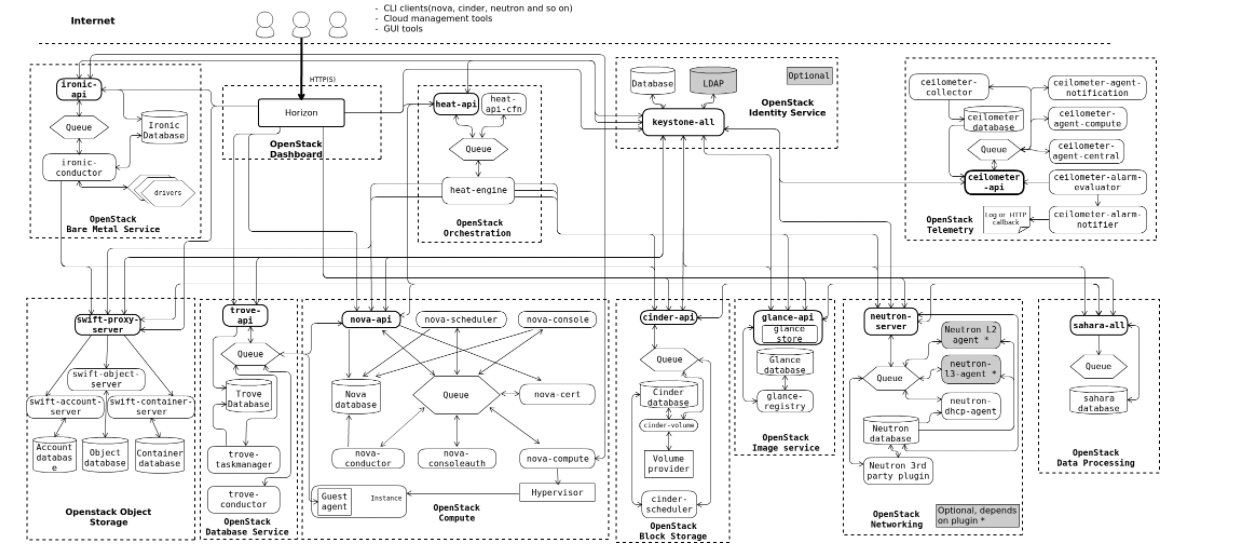 Internet
- CLI clients(nova, cinder, neutron and so on)
- Cloud management tools
- GUI tools
HTTP(S)
ironic-
api
Queue
Ironic
Database
ironic-
conductor
drivers
OpenStack
Bare Metal Service
Horizon
OpenStack
Dashboard
heat-api
heat-
api-cfn
Queue
heat-engine
OpenStack
Orchestration
Database
LDAP
Optional
keystone-all
OpenStack
Identity Service
ceilometer-
collector
ceilometer-agent-
notification
ceilometer
database
ceilometer-
agent-compute
Queue
ceilometer-
agent-central
ceilometer
-api
ceilometer-alarm-
evaluator
Log or HTTP
callback
ceilometer-alarm-
notifier
OpenStack
Telemetry
swift-proxy-
server
swift-object-
server
swift-account-
server
swift-container-
server
Account
databas
e
Object
database
Container
database
Openstack Object
Storage
trove-
api
Queue
Trove
Database
trove-
taskmanager
trove-
conductor
OpenStack
Database Service
nova-api
nova-scheduler
nova-console
Nova
database
Queue
nova-cert
nova-
conductor
nova-
consoleauth
nova-compute
Guest
agent
Instance
Hypervisor
OpenStack
Compute
cinder-api
Queue
Cinder
database
cinder-volume
Volume
provider
cinder-
scheduler
OpenStack
Block Storage
glance-api
glance
store
Glance
database
glance-
registry
OpenStack
Image service
neutron-
server
Neutron L2
agent *
Queue
neutron-
l3-agent *
neutron-
dhcp-agent
Neutron
database
Neutron 3rd
party plugin
OpenStack
Networking
Optional, depends
on plugin *
sahara-all
Queue
sahara
database
OpenStack
Data Processing